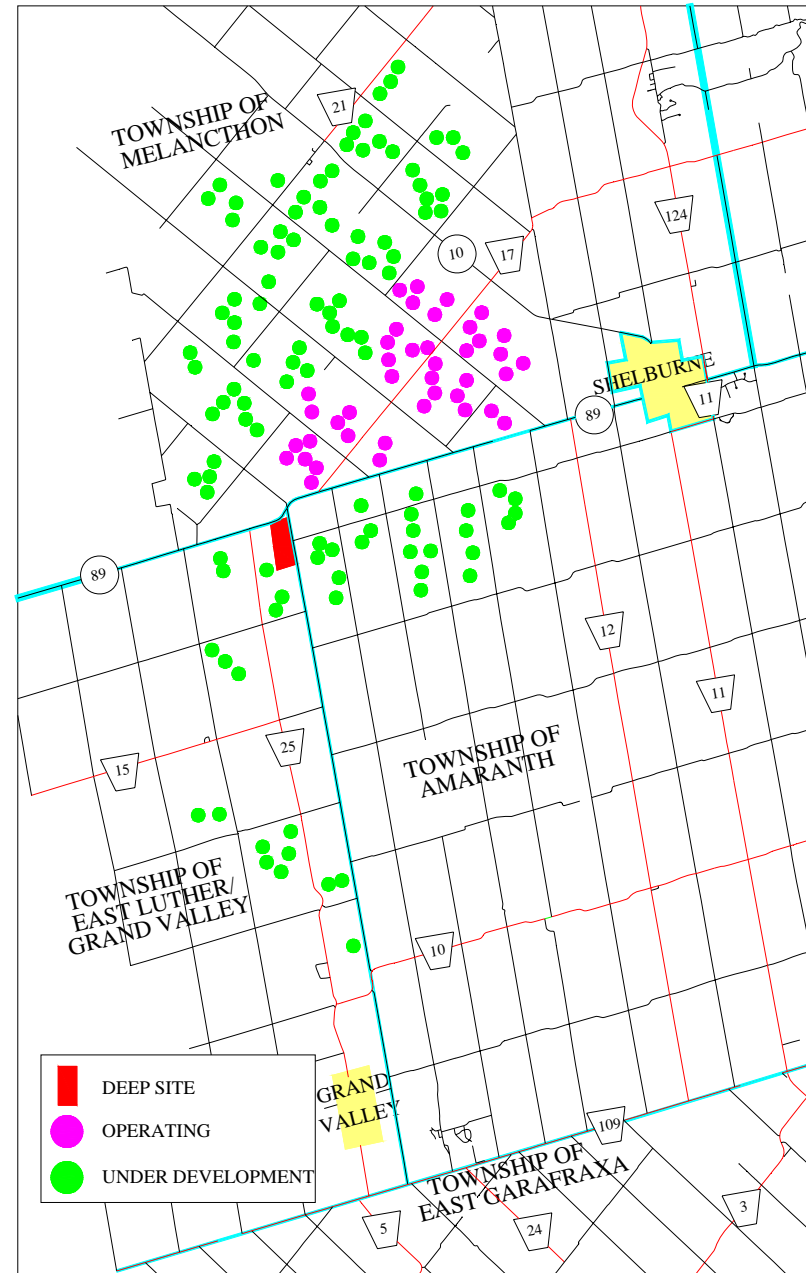 21
TOWNSHIP OF
MELANCTHON
124
10
17
SHELBURNE
11
89
89
12
11
25
15
TOWNSHIP OF
AMARANTH
TOWNSHIP OF
EAST LUTHER/
GRAND VALLEY
10
DEEP SITE
OPERATING
UNDER DEVELOPMENT
GRAND
VALLEY
109
TOWNSHIP OF
EAST GARAFRAXA
5
24
3